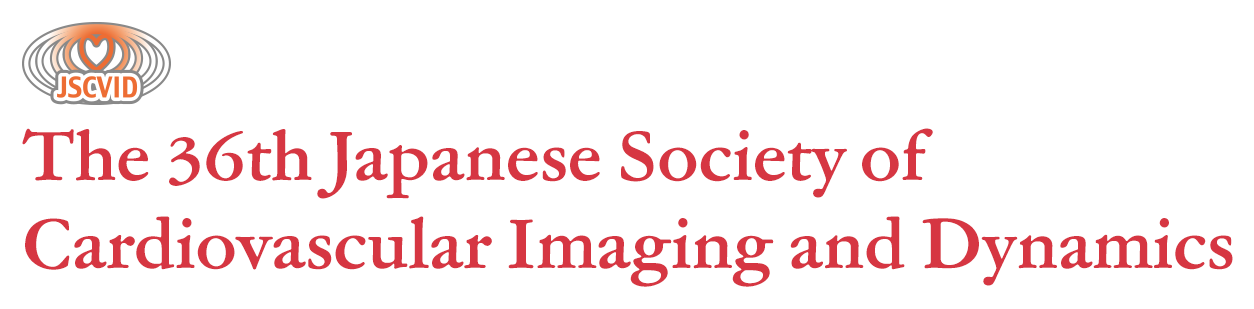 JSCVID
The 36th Japanese Society of
Cardiovascular Imaging and Dynamics